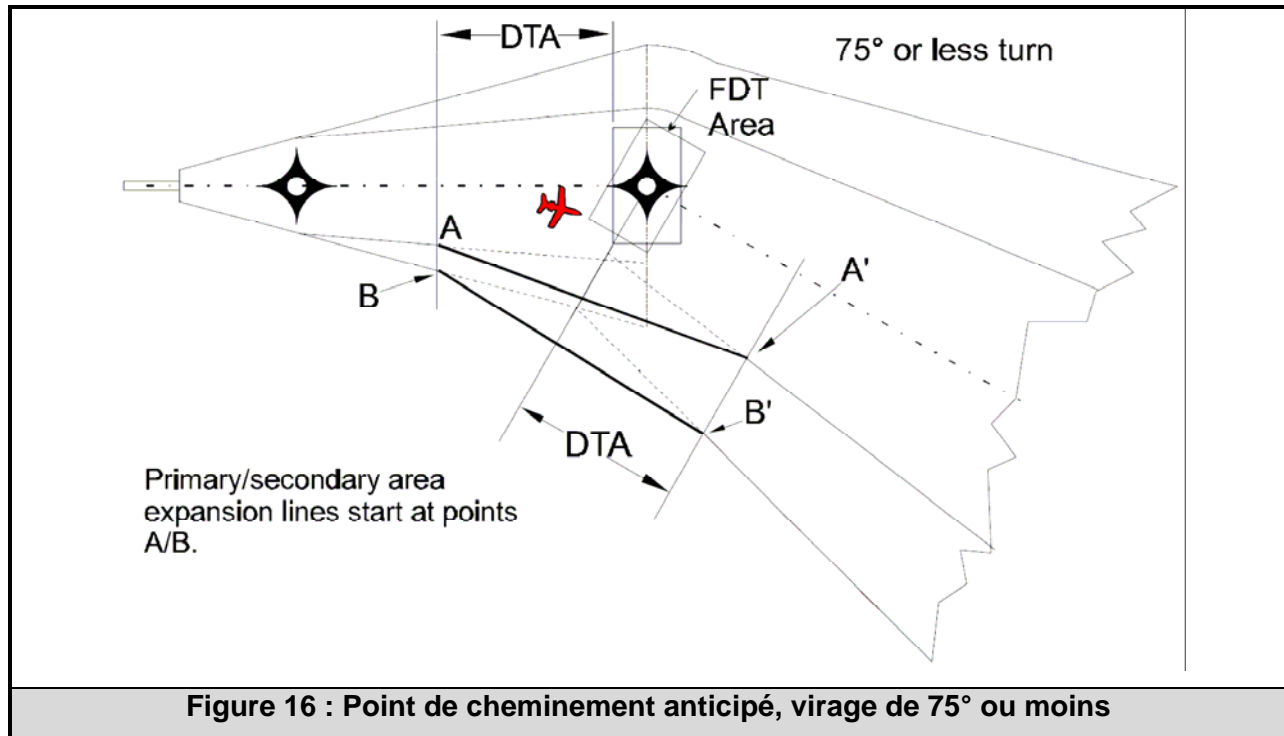 DTA
75° or less turn
FDT
Area
A
B
A'
B'
DTA
Primary/secondary area
expansion lines start at points
A/B.
Figure 16 : Point de cheminement anticipé, virage de 75° ou moins